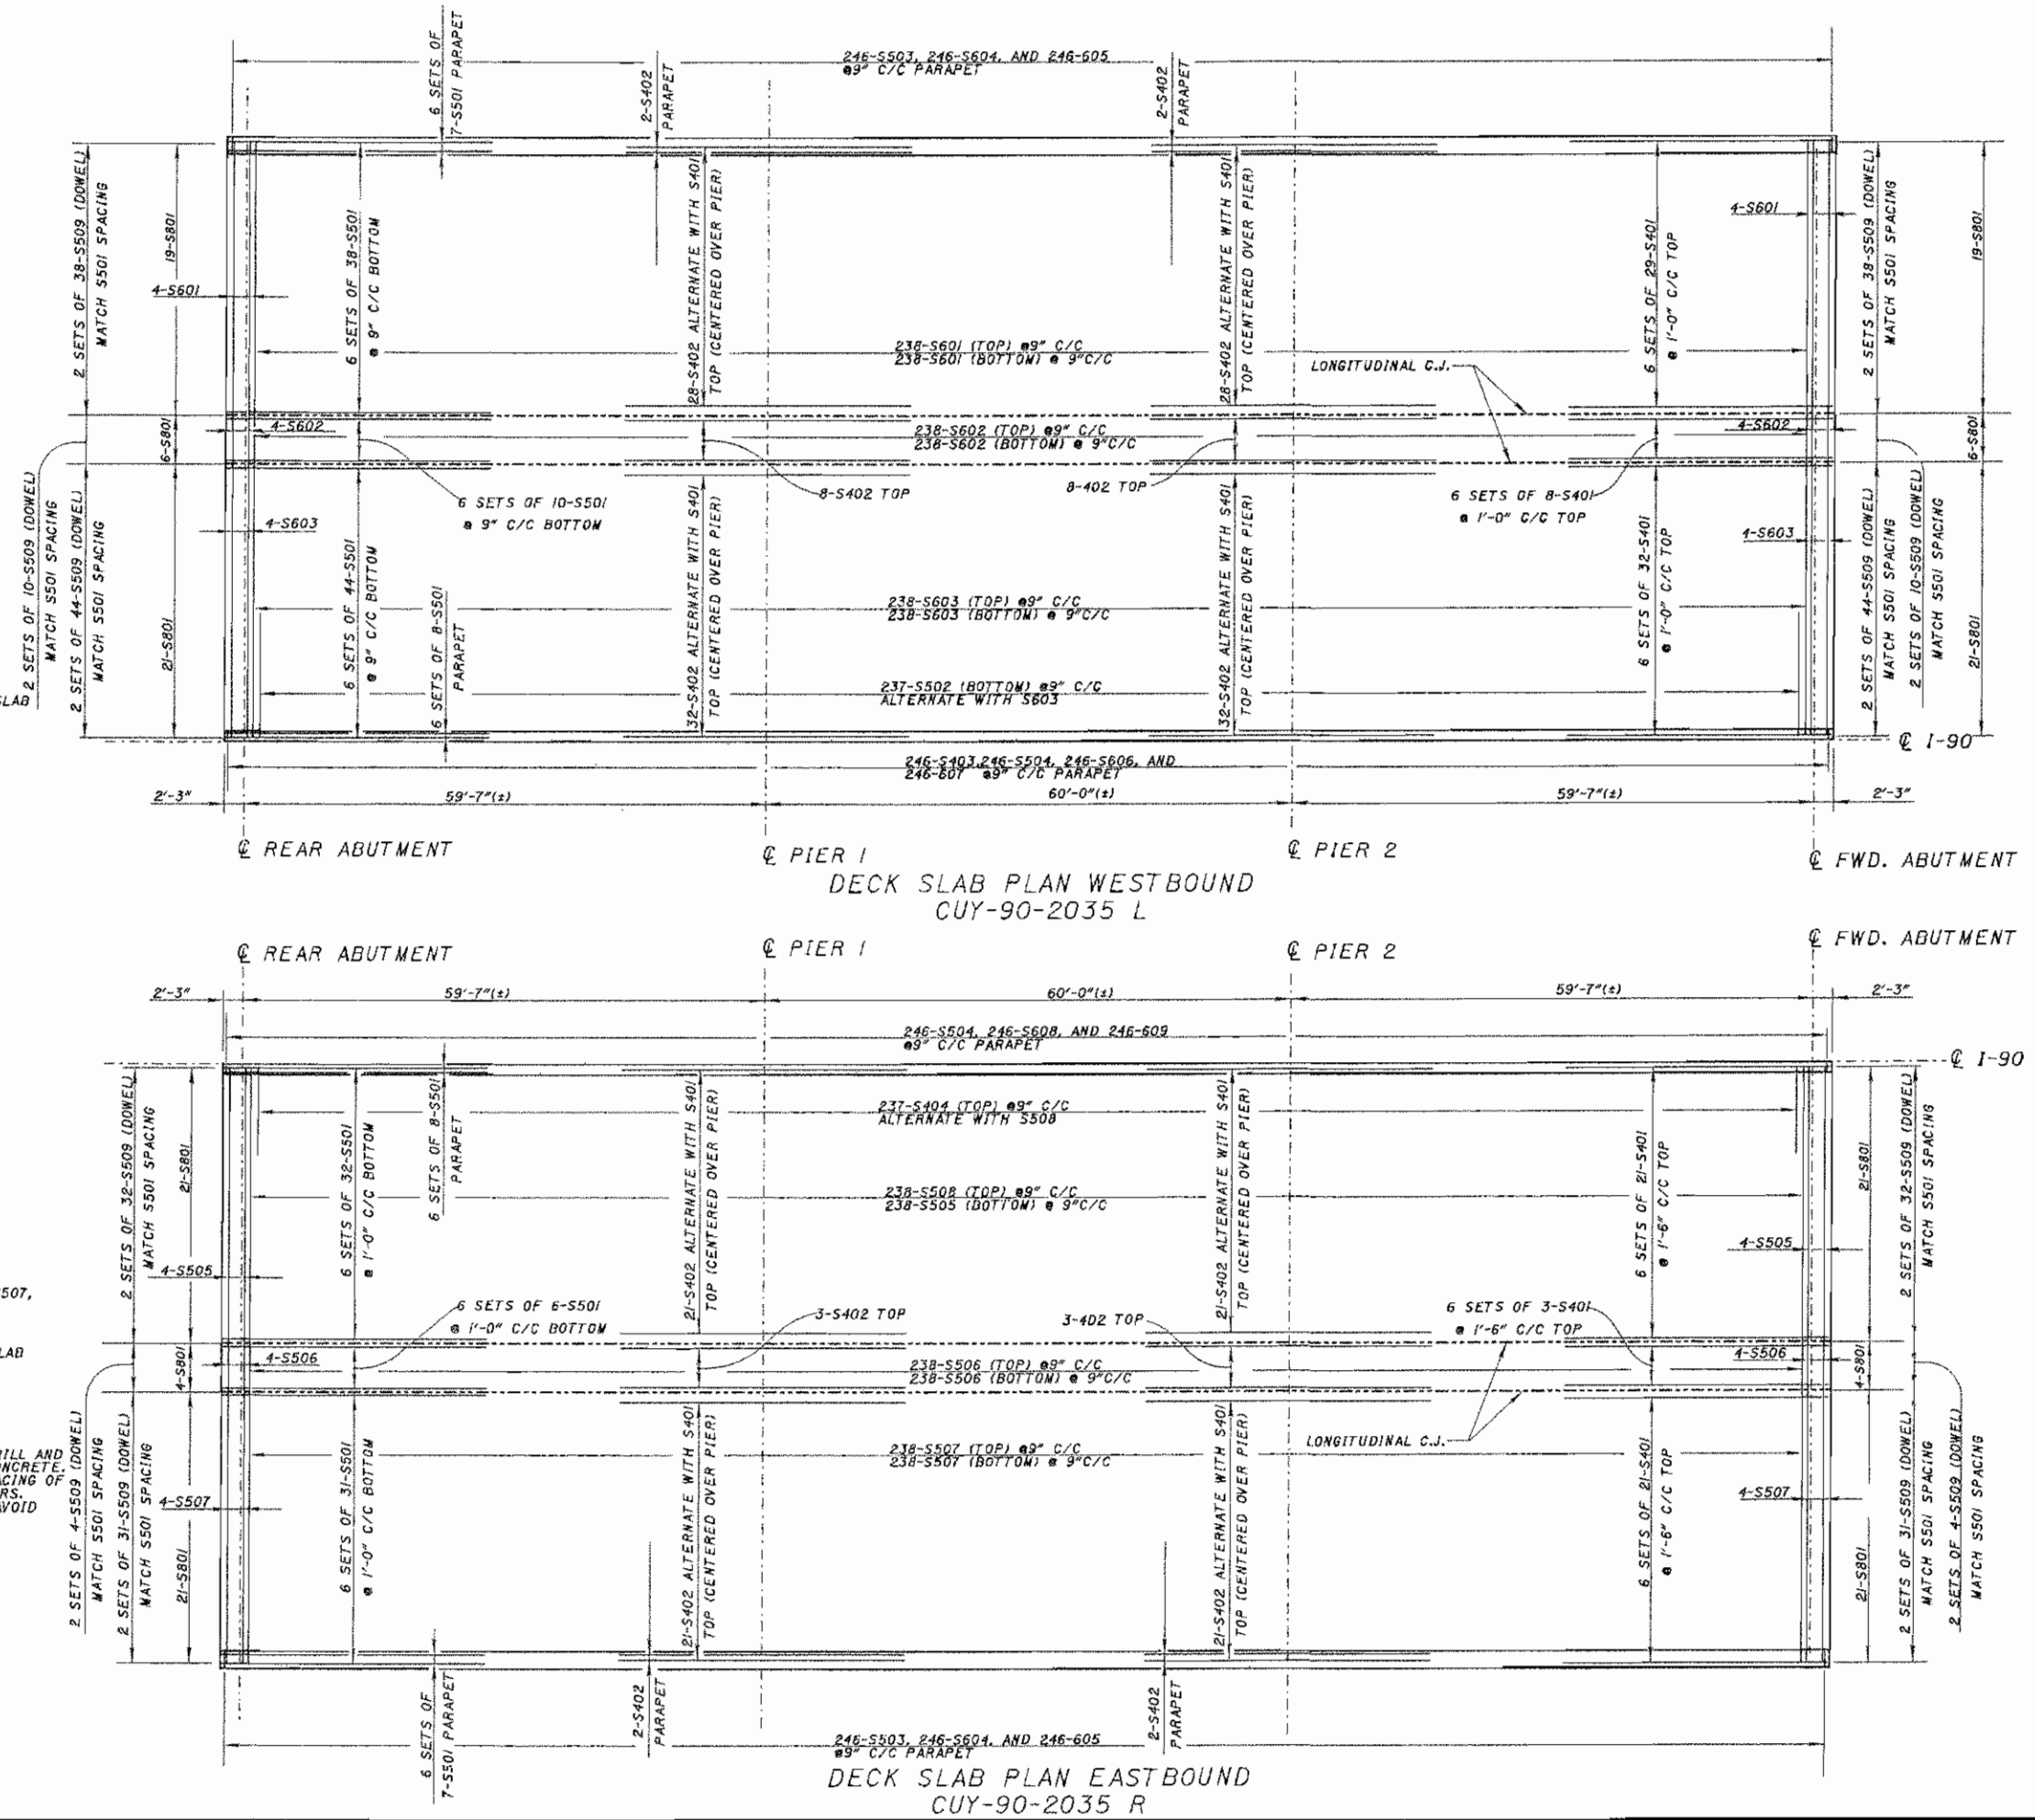 6 SETS OF
7-S501 PARAPET
2-S402
PARAPET
246-S503, 246-S604, AND 246-605
@9" C/C PARAPET
2-S402
PARAPET
2 SETS OF 38-S509 (DOWEL)
MATCH S501 SPACING
19-S801
4-S601
6 SETS OF 38-S501
@ 9" C/C BOTTOM
28-S402 ALTERNATE WITH S401
TOP (CENTERED OVER PIER)
28-S402 ALTERNATE WITH S401
TOP (CENTERED OVER PIER)
6 SETS OF 29-S401
@ 1'-0" C/C TOP
4-S601
2 SETS OF 38-S509 (DOWEL)
MATCH S501 SPACING
19-S801
238-S601 (TOP) @9" C/C
238-S601 (BOTTOM) @ 9"C/C
LONGITUDINAL C.J.
6-S801
4-S602
238-S602 (TOP) @9" C/C
238-S602 (BOTTOM) @ 9"C/C
4-S602
6-S801
6 SETS OF 10-S501
@ 9" C/C BOTTOM
8-S402 TOP
8-402 TOP
6 SETS OF 8-S401
@ 1'-0" C/C TOP
SLAB
2 SETS OF 10-S509 (DOWEL)
MATCH S501 SPACING
2 SETS OF 44-S509 (DOWEL)
MATCH S501 SPACING
21-S801
4-S603
6 SETS OF 44-S501
@ 9" C/C BOTTOM
6 SETS OF 8-S501
PARAPET
32-S402 ALTERNATE WITH S401
TOP (CENTERED OVER PIER)
32-S402 ALTERNATE WITH S401
TOP (CENTERED OVER PIER)
6 SETS OF 32-S401
@ 1'-0" C/C TOP
4-S603
2 SETS OF 44-S509 (DOWEL)
MATCH S501 SPACING
2 SETS OF 10-S509 (DOWEL)
MATCH S501 SPACING
21-S801
238-S603 (TOP) @9" C/C
238-S603 (BOTTOM) @ 9"C/C
237-S502 (BOTTOM) @9" C/C
ALTERNATE WITH S603
℄ I-90
246-S403,246-S504, 246-S606, AND
246-607 @9" C/C PARAPET
2'-3"
59'-7"(±)
60'-0"(±)
59'-7"(±)
2'-3"
℄ REAR ABUTMENT
℄ PIER 1
℄ PIER 2
℄ FWD. ABUTMENT
DECK SLAB PLAN WESTBOUND
CUY-90-2035 L
℄ REAR ABUTMENT
℄ PIER 1
℄ PIER 2
℄ FWD. ABUTMENT
2'-3"
59'-7"(±)
60'-0"(±)
59'-7"(±)
2'-3"
246-S504, 246-S608, AND 246-609
@9" C/C PARAPET
℄ I-90
2 SETS OF 32-S509 (DOWEL)
MATCH S501 SPACING
21-S801
4-S505
6 SETS OF 32-S501
@ 1'-0" C/C BOTTOM
6 SETS OF 8-S501
PARAPET
21-S402 ALTERNATE WITH S401
TOP (CENTERED OVER PIER)
21-S402 ALTERNATE WITH S401
TOP (CENTERED OVER PIER)
6 SETS OF 21-S401
@ 1'-6" C/C TOP
4-S505
21-S801
2 SETS OF 32-S509 (DOWEL)
MATCH S501 SPACING
237-S404 (TOP) @9" C/C
ALTERNATE WITH S508
238-S508 (TOP) @9" C/C
238-S505 (BOTTOM) @ 9"C/C
507,
6 SETS OF 6-S501
@ 1'-0" C/C BOTTOM
3-S402 TOP
3-402 TOP
6 SETS OF 3-S401
@ 1'-6" C/C TOP
LAB
4-S801
4-S506
238-S506 (TOP) @9" C/C
238-S506 (BOTTOM) @ 9"C/C
4-S506
4-S801
LONGITUDINAL C.J.
238-S507 (TOP) @9" C/C
238-S507 (BOTTOM) @ 9"C/C
RILL AND
ONCRETE.
ACING OF
RS.
AVOID
2 SETS OF 4-S509 (DOWEL)
MATCH S501 SPACING
2 SETS OF 31-S509 (DOWEL)
MATCH S501 SPACING
21-S801
4-S507
6 SETS OF 31-S501
@ 1'-0" C/C BOTTOM
21-S402 ALTERNATE WITH S401
TOP (CENTERED OVER PIER)
21-S402 ALTERNATE WITH S401
TOP (CENTERED OVER PIER)
6 SETS OF 21-S401
@ 1'-6" C/C TOP
4-S507
21-S801
2 SETS OF 31-S509 (DOWEL)
MATCH S501 SPACING
2 SETS OF 4-S509 (DOWEL)
MATCH S501 SPACING
6 SETS OF
7-S501 PARAPET
2-S402
PARAPET
2-S402
PARAPET
246-S503, 246-S604, AND 246-605
@9" C/C PARAPET
DECK SLAB PLAN EASTBOUND
CUY-90-2035 R